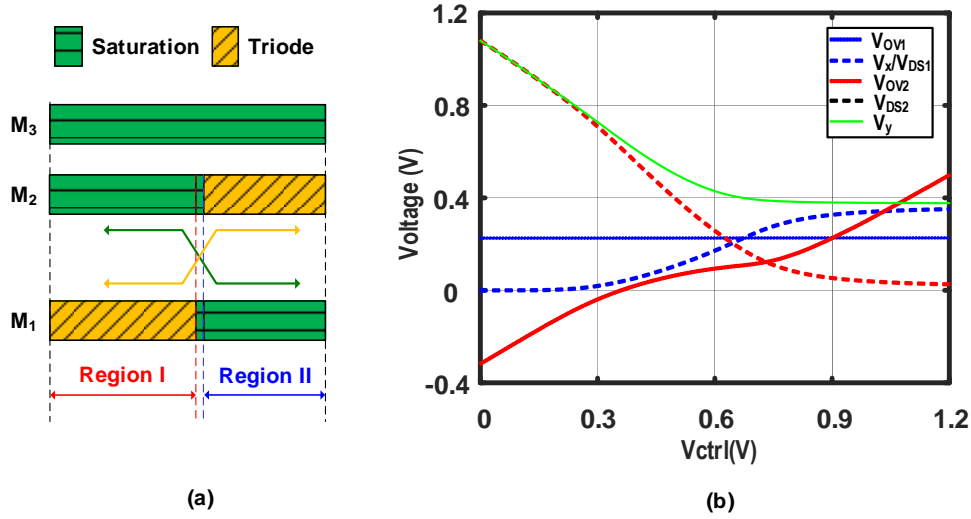 Saturation Triode
M3
M2
M1
Region I Region II
(a)
1.2
0.8
0.4
0
-0.4
Voltage (V)
0 0.3 0.6 0.9 1.2
Vctrl(V)
VOV1
Vx/VDS1
VOV2
VDS2
Vy
(b)